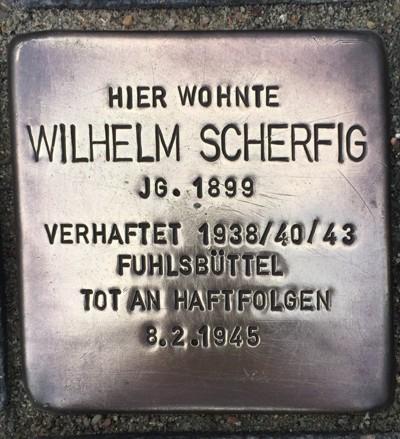 HIER WOHNTE
WILHELM SCHERFIG
JG. 1899
VERHAFTET 1938/40/43
FUHLSBÜTTEL
TOT AN HAFTFOLGEN
8.2.1945